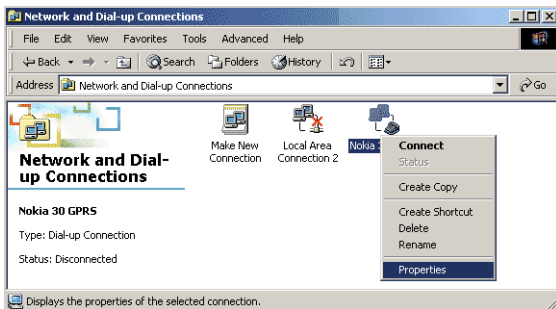 Network and Dial-up Connections
File Edit View Favorites Tools Advanced Help
Back Search Folders History
Address Network and Dial-up Connections Go
Network and Dial-
up Connections
Nokia 30 GPRS
Type: Dial-up Connection
Status: Disconnected
Make New
Connection
Local Area
Connection 2
Nokia
Connect
Status
Create Copy
Create Shortcut
Delete
Rename
Properties
Displays the properties of the selected connection.